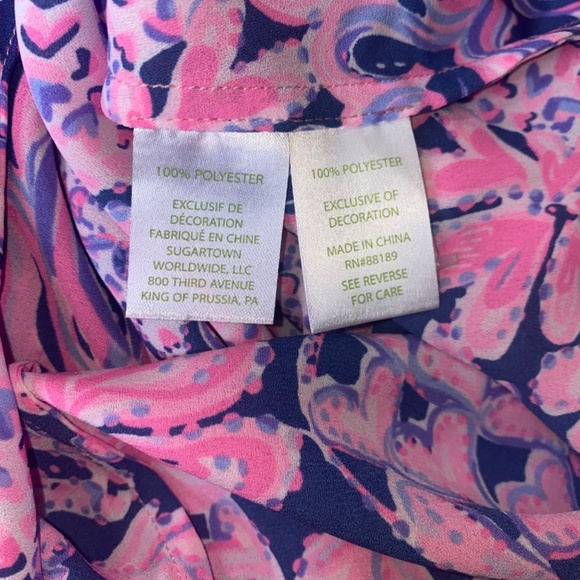 100% POLYESTER
EXCLUSIF DE
DÉCORATION
FABRIQUÉ EN CHINE
SUGARTOWN
WORLDWIDE, LLC
800 THIRD AVENUE
KING OF PRUSSIA, PA
100% POLYESTER
EXCLUSIVE OF
DECORATION
MADE IN CHINA
RN#88189
SEE REVERSE
FOR CARE